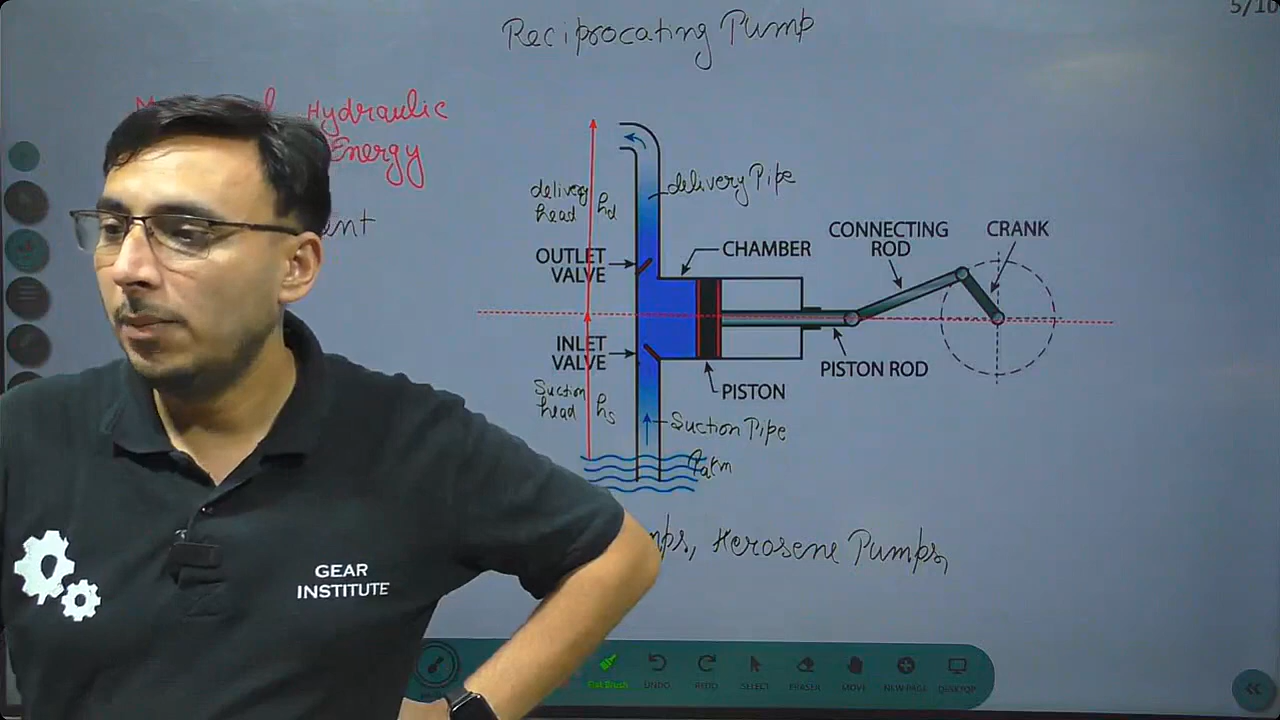 5/10
Reciprocating Pump
Hydraulic
Energy
delivery Pipe
delivery
head hd
CONNECTING
ROD
CRANK
CHAMBER
OUTLET
VALVE
INLET
VALVE
PISTON ROD
PISTON
Suction
head hs
Suction Pipe
Patm
Kerosene Pumps,
GEAR
INSTITUTE
Flat Brush
UNDO
REDO
SELECT
ERASER
MOVE
NEW PAGE
DESKTOP